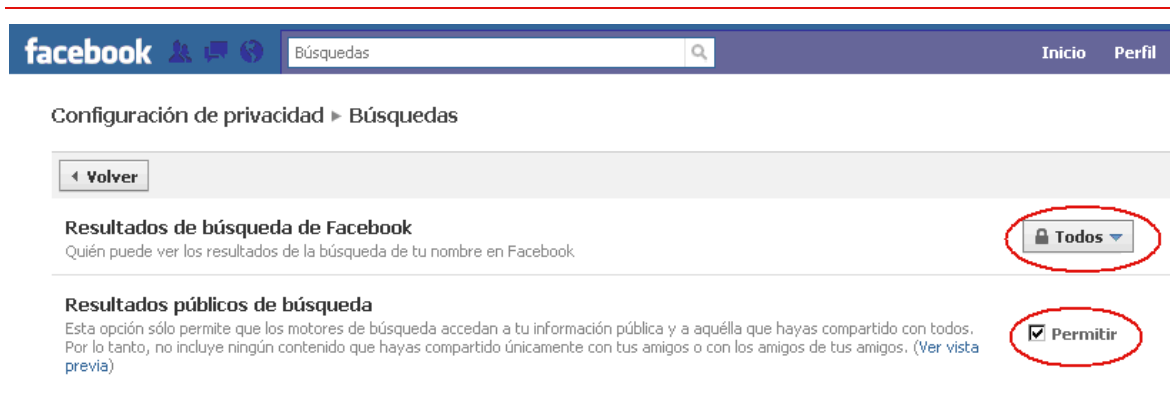 facebook Búsquedas Inicio Perfil
Configuración de privacidad ▸ Búsquedas
Volver
Resultados de búsqueda de Facebook
Quién puede ver los resultados de la búsqueda de tu nombre en Facebook
Todos
Resultados públicos de búsqueda
Esta opción sólo permite que los motores de búsqueda accedan a tu información pública y a aquélla que hayas compartido con todos.
Por lo tanto, no incluye ningún contenido que hayas compartido únicamente con tus amigos o con los amigos de tus amigos. (Ver vista
previa)
Permitir